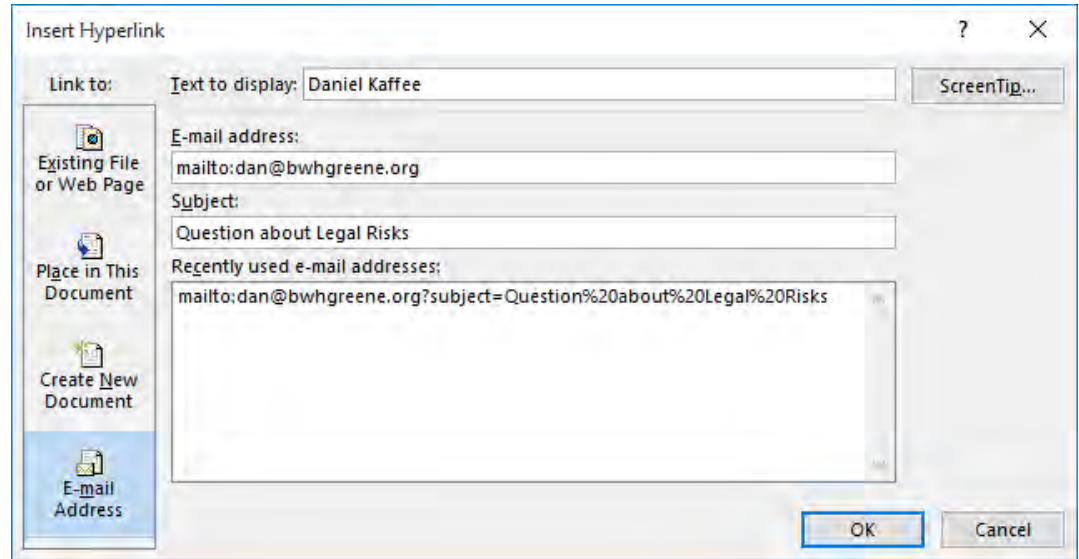 Insert Hyperlink ? X
Link to: Text to display: Daniel Kaffee ScreenTip...
E-mail address:
Existing File
or Web Page
mailto:dan@bwhgreene.org
Subject:
Question about Legal Risks
Place in This
Document
Recently used e-mail addresses:
mailto:dan@bwhgreene.org?subject=Question%20about%20Legal%20Risks
Create New
Document
E-mail
Address
OK Cancel